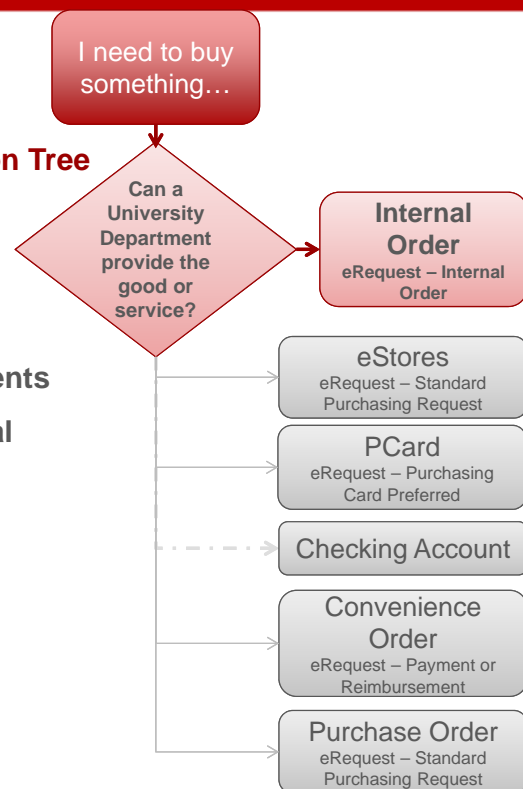 I need to buy
something…
n Tree
Can a
University
Department
provide the
good or
service?
Internal
Order
eRequest – Internal
Order
eStores
eRequest – Standard
Purchasing Request
ents
al
PCard
eRequest – Purchasing
Card Preferred
Checking Account
Convenience
Order
eRequest – Payment or
Reimbursement
Purchase Order
eRequest – Standard
Purchasing Request